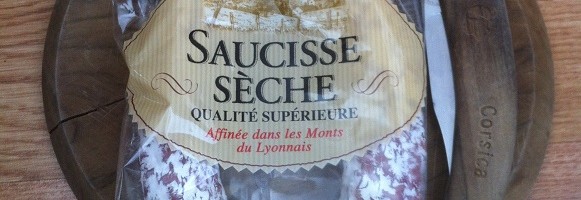 SAUCISSE
SÈCHE
QUALITÉ SUPÉRIEURE
Affinée dans les Monts
du Lyonnais
Corsica